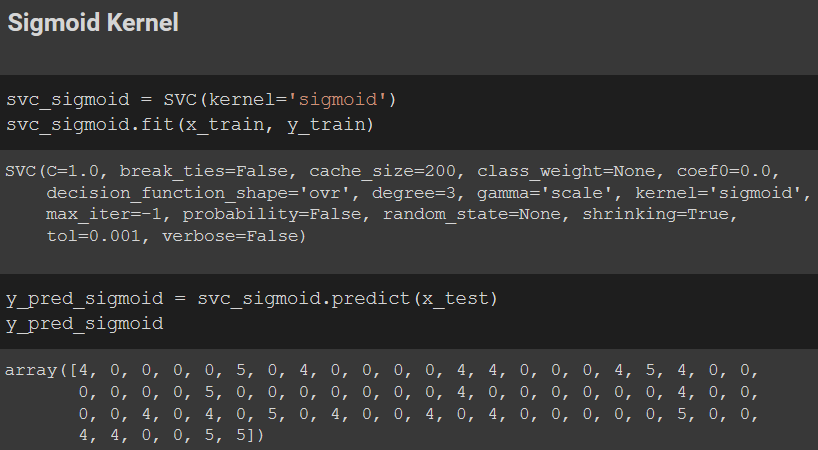 Sigmoid Kernel
svc_sigmoid = SVC(kernel='sigmoid')
svc_sigmoid.fit(x_train, y_train)
SVC(C=1.0, break_ties=False, cache_size=200, class_weight=None, coef0=0.0,
decision_function_shape='ovr', degree=3, gamma='scale', kernel='sigmoid',
max_iter=-1, probability=False, random_state=None, shrinking=True,
tol=0.001, verbose=False)
y_pred_sigmoid = svc_sigmoid.predict(x_test)
y_pred_sigmoid
array([4, 0, 0, 0, 0, 5, 0, 4, 0, 0, 0, 0, 4, 4, 0, 0, 0, 4, 5, 4, 0, 0,
0, 0, 0, 0, 5, 0, 0, 0, 0, 0, 0, 0, 4, 0, 0, 0, 0, 0, 0, 4, 0, 0,
0, 0, 4, 0, 4, 0, 5, 0, 4, 0, 0, 4, 0, 4, 0, 0, 0, 0, 0, 5, 0, 0,
4, 4, 0, 0, 5, 5])